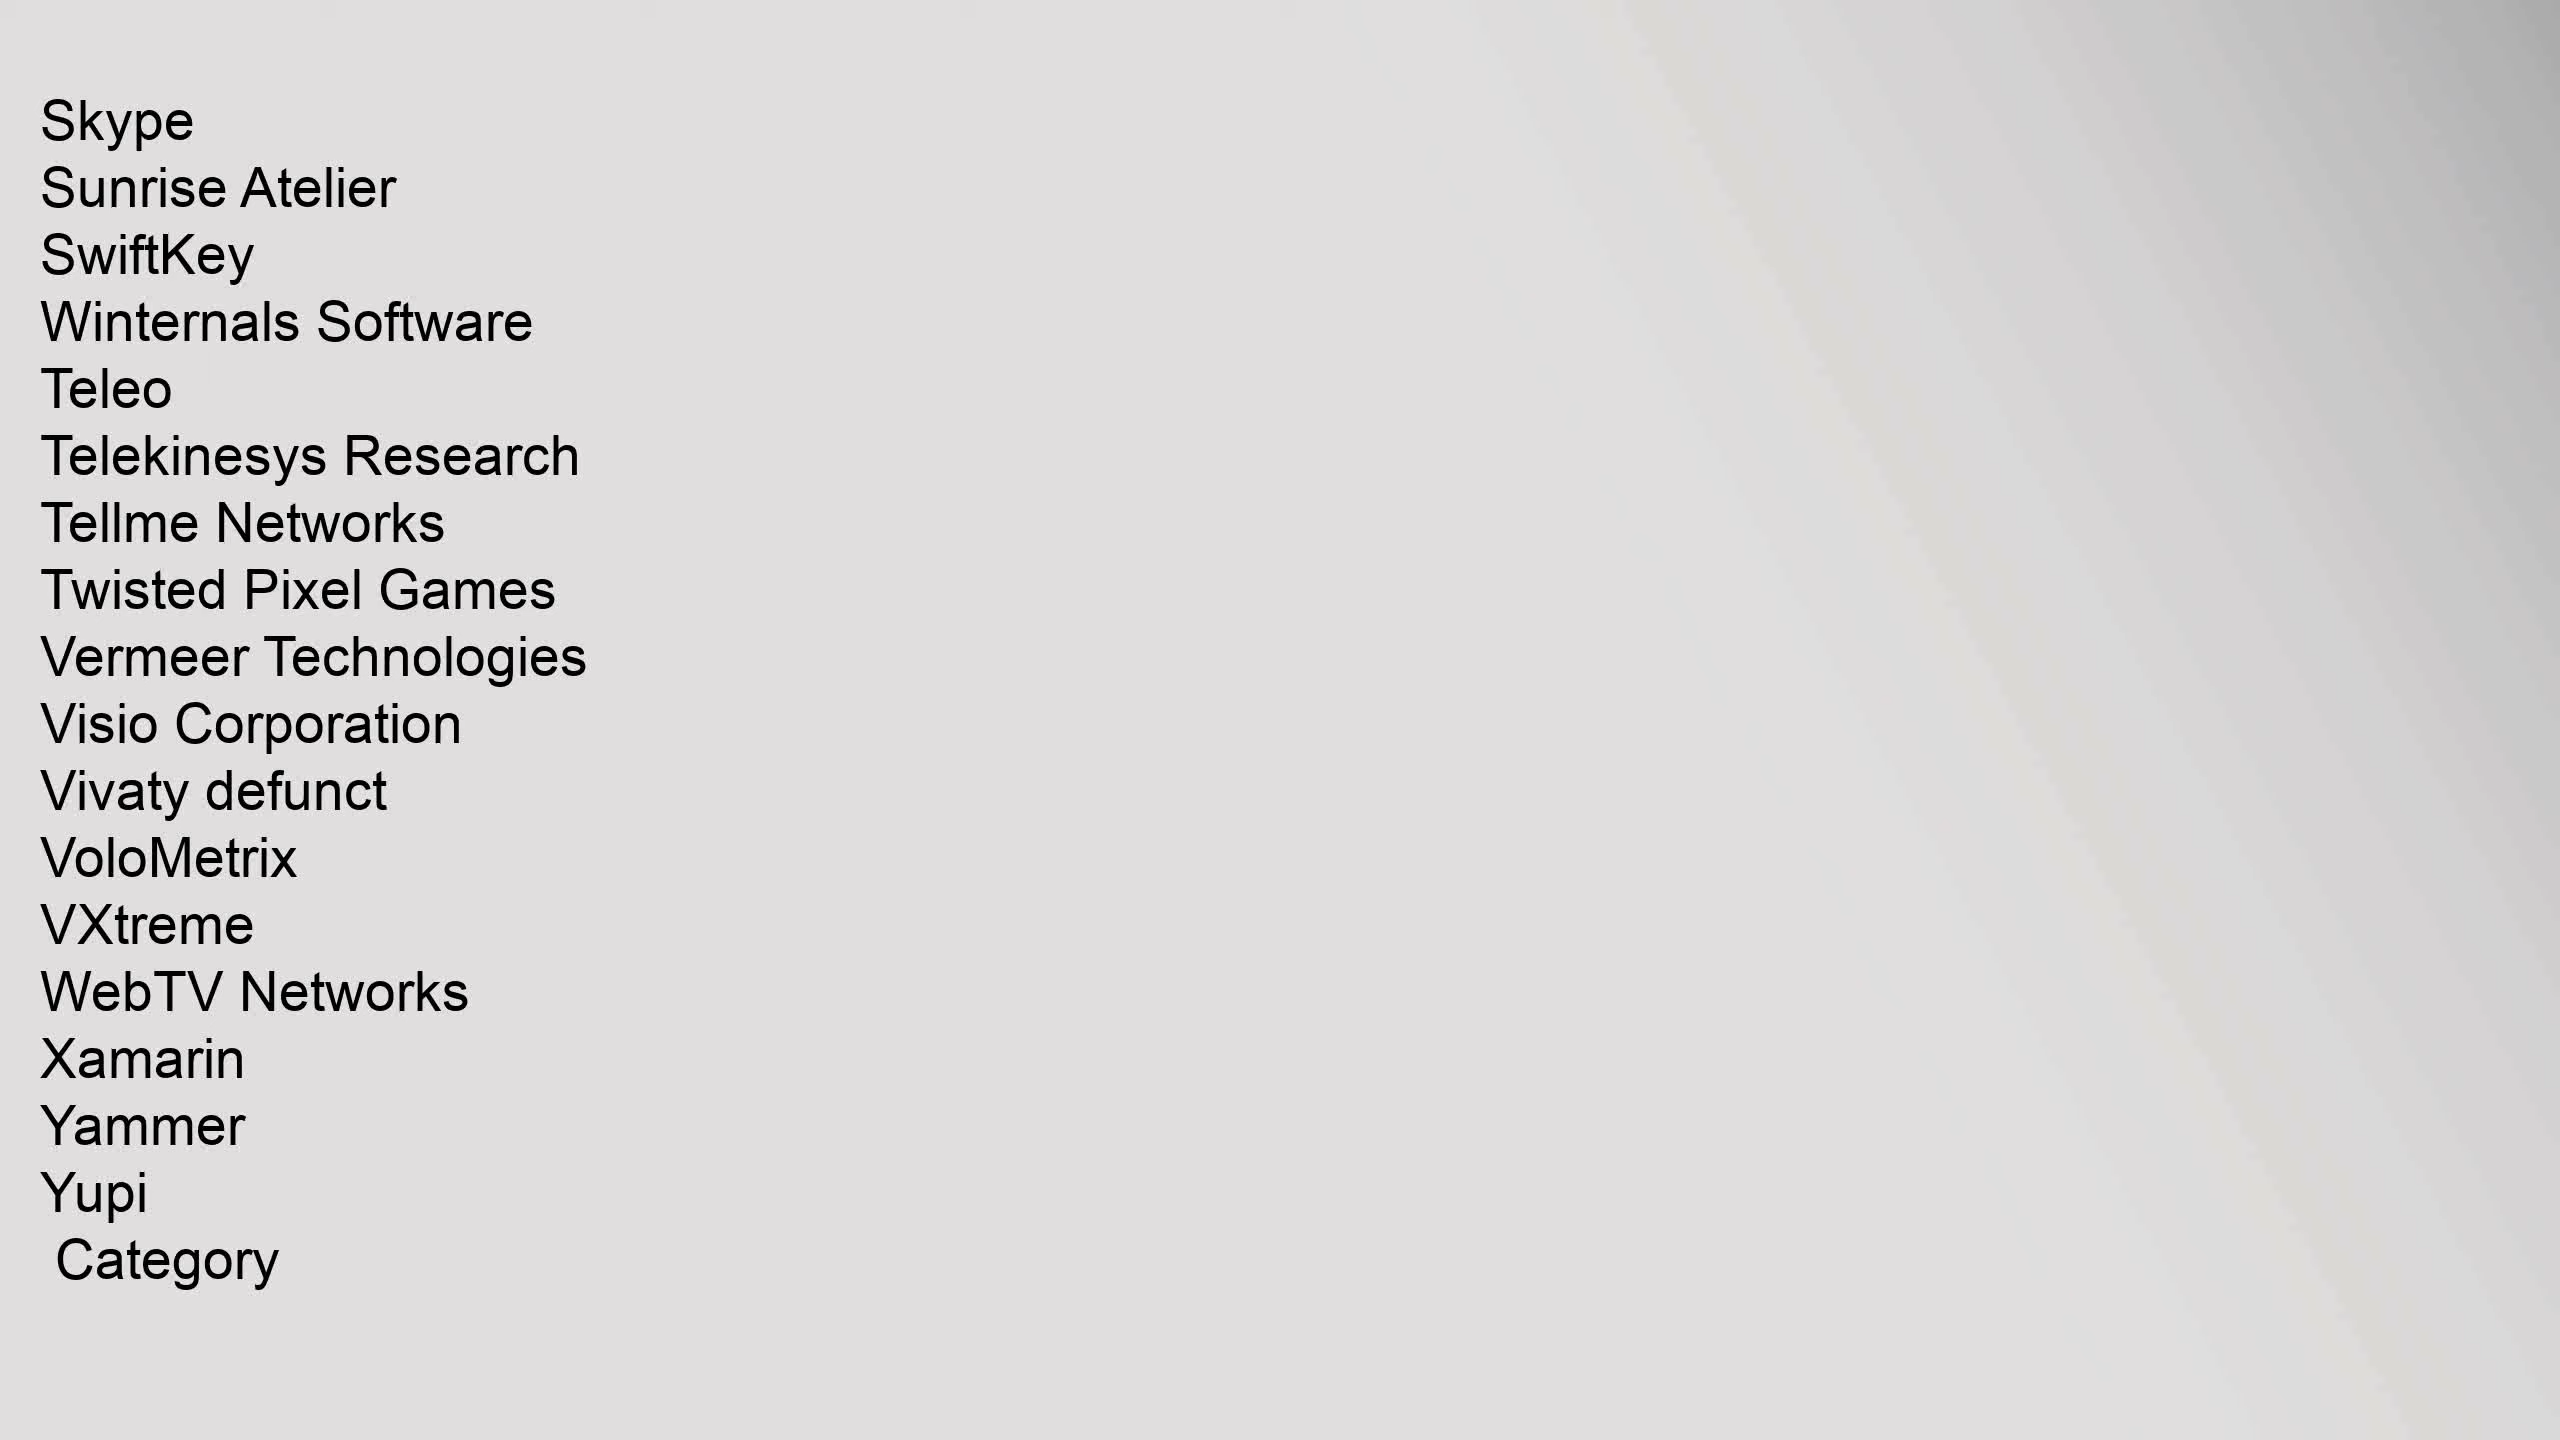 Skype
Sunrise Atelier
SwiftKey
Winternals Software
Teleo
Telekinesys Research
Tellme Networks
Twisted Pixel Games
Vermeer Technologies
Visio Corporation
Vivaty defunct
VoloMetrix
VXtreme
WebTV Networks
Xamarin
Yammer
Yupi
Category